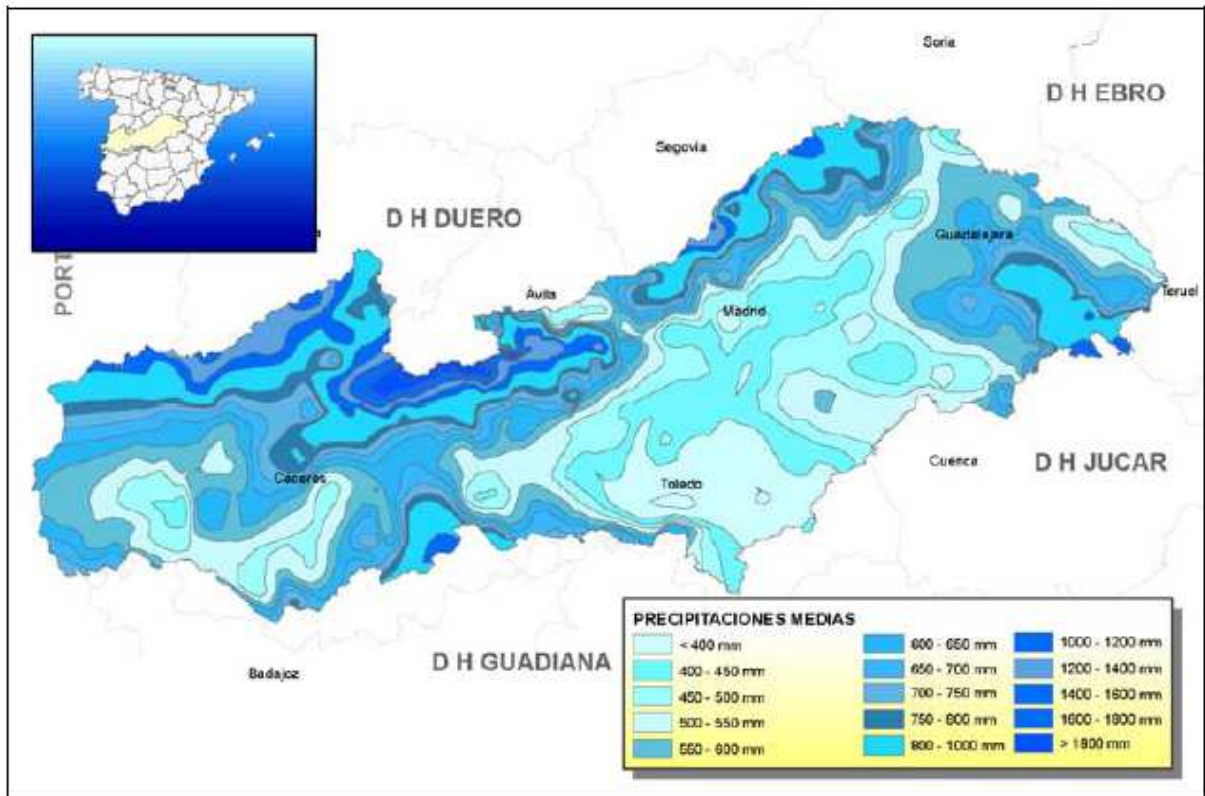 Soria
D H EBRO
Segovia
D H DUERO
Guadalajara
PORT
a
Ávila
Teruel
Madrid
Cuenca
D H JUCAR
Caceres
Toledo
D H GUADIANA
Badajoz
PRECIPITACIONES MEDIAS
< 400 mm
400 - 450 mm
450 - 500 mm
500 - 550 mm
550 - 600 mm
600 - 650 mm
650 - 700 mm
700 - 750 mm
750 - 800 mm
800 - 1000 mm
1000 - 1200 mm
1200 - 1400 mm
1400 - 1600 mm
1600 - 1800 mm
> 1800 mm